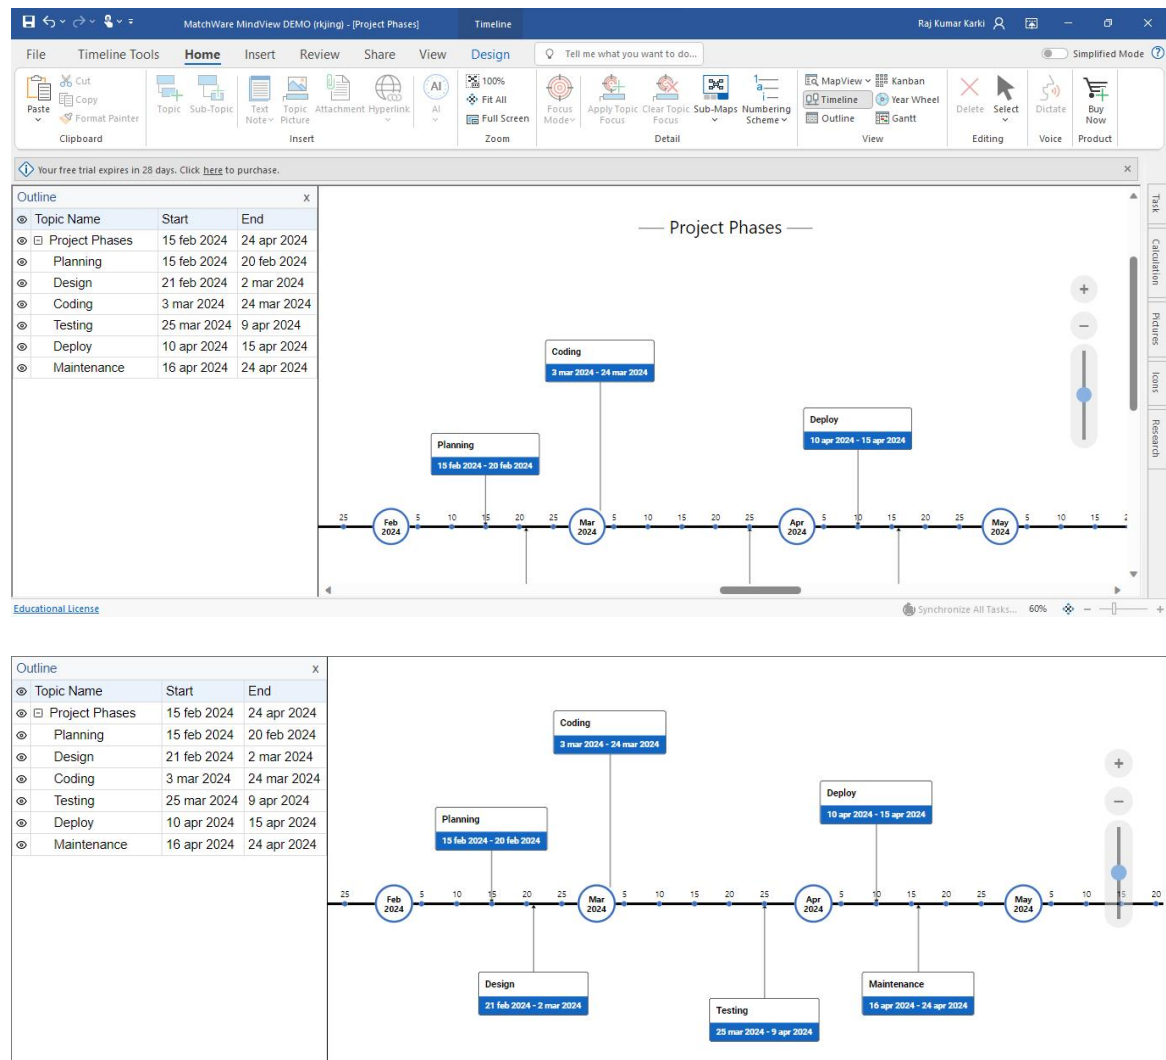 MatchWare MindView DEMO (rkjing) - [Project Phases]
Timeline
Raj Kumar Karki
File Timeline Tools Home Insert Review Share View Design Tell me what you want to do... Simplified Mode
Paste Cut Copy Format Painter
Clipboard
Topic Sub-Topic Text Note Topic Picture Attachment Hyperlink AI AI
Insert
100% Fit All Full Screen
Zoom
Focus Mode Apply Topic Focus Clear Topic Focus Sub-Maps Numbering Scheme
Detail
MapView Kanban
Timeline Year Wheel
Outline Gantt
View
Delete Select
Editing
Dictate
Voice
Buy Now
Product
Your free trial expires in 28 days. Click here to purchase. ×
Outline x
Topic Name Start End
Project Phases 15 feb 2024 24 apr 2024
Planning 15 feb 2024 20 feb 2024
Design 21 feb 2024 2 mar 2024
Coding 3 mar 2024 24 mar 2024
Testing 25 mar 2024 9 apr 2024
Deploy 10 apr 2024 15 apr 2024
Maintenance 16 apr 2024 24 apr 2024
Project Phases
Coding
3 mar 2024 - 24 mar 2024
Deploy
10 apr 2024 - 15 apr 2024
Planning
15 feb 2024 - 20 feb 2024
25 Feb 2024 5 10 15 20 25 Mar 2024 5 10 15 20 25 Apr 2024 5 10 15 20 25 May 2024 5 10 15
Task
Calculation
Pictures
Icons
Research
Educational License
Synchronize All Tasks... 60%
Outline x
Topic Name Start End
Project Phases 15 feb 2024 24 apr 2024
Planning 15 feb 2024 20 feb 2024
Design 21 feb 2024 2 mar 2024
Coding 3 mar 2024 24 mar 2024
Testing 25 mar 2024 9 apr 2024
Deploy 10 apr 2024 15 apr 2024
Maintenance 16 apr 2024 24 apr 2024
Coding
3 mar 2024 - 24 mar 2024
Deploy
10 apr 2024 - 15 apr 2024
Planning
15 feb 2024 - 20 feb 2024
25 Feb 2024 5 10 15 20 25 Mar 2024 5 10 15 20 25 Apr 2024 5 10 15 20 25 May 2024 5 10 15 20
Design
21 feb 2024 - 2 mar 2024
Maintenance
16 apr 2024 - 24 apr 2024
Testing
25 mar 2024 - 9 apr 2024